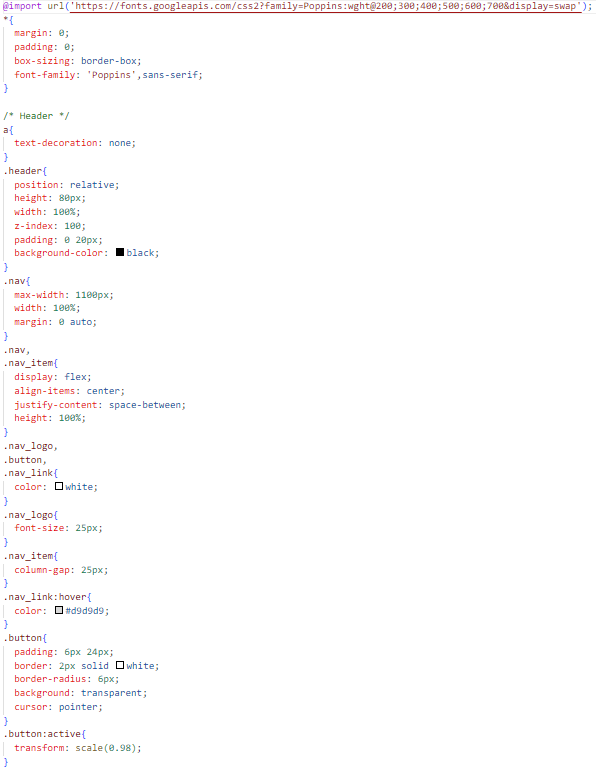 @import url('https://fonts.googleapis.com/css2?family=Poppins:wght@200;300;400;500;600;700&display=swap');
*{
  margin: 0;
  padding: 0;
  box-sizing: border-box;
  font-family: 'Poppins',sans-serif;
}

/* Header */
a{
  text-decoration: none;
}
.header{
  position: relative;
  height: 80px;
  width: 100%;
  z-index: 100;
  padding: 0 20px;
  background-color: black;
}
.nav{
  max-width: 1100px;
  width: 100%;
  margin: 0 auto;
}
.nav,
.nav_item{
  display: flex;
  align-items: center;
  justify-content: space-between;
  height: 100%;
}
.nav_logo,
.button,
.nav_link{
  color: white;
}
.nav_logo{
  font-size: 25px;
}
.nav_item{
  column-gap: 25px;
}
.nav_link:hover{
  color: #d9d9d9;
}
.button{
  padding: 6px 24px;
  border: 2px solid white;
  border-radius: 6px;
  background: transparent;
  cursor: pointer;
}
.button:active{
  transform: scale(0.98);
}